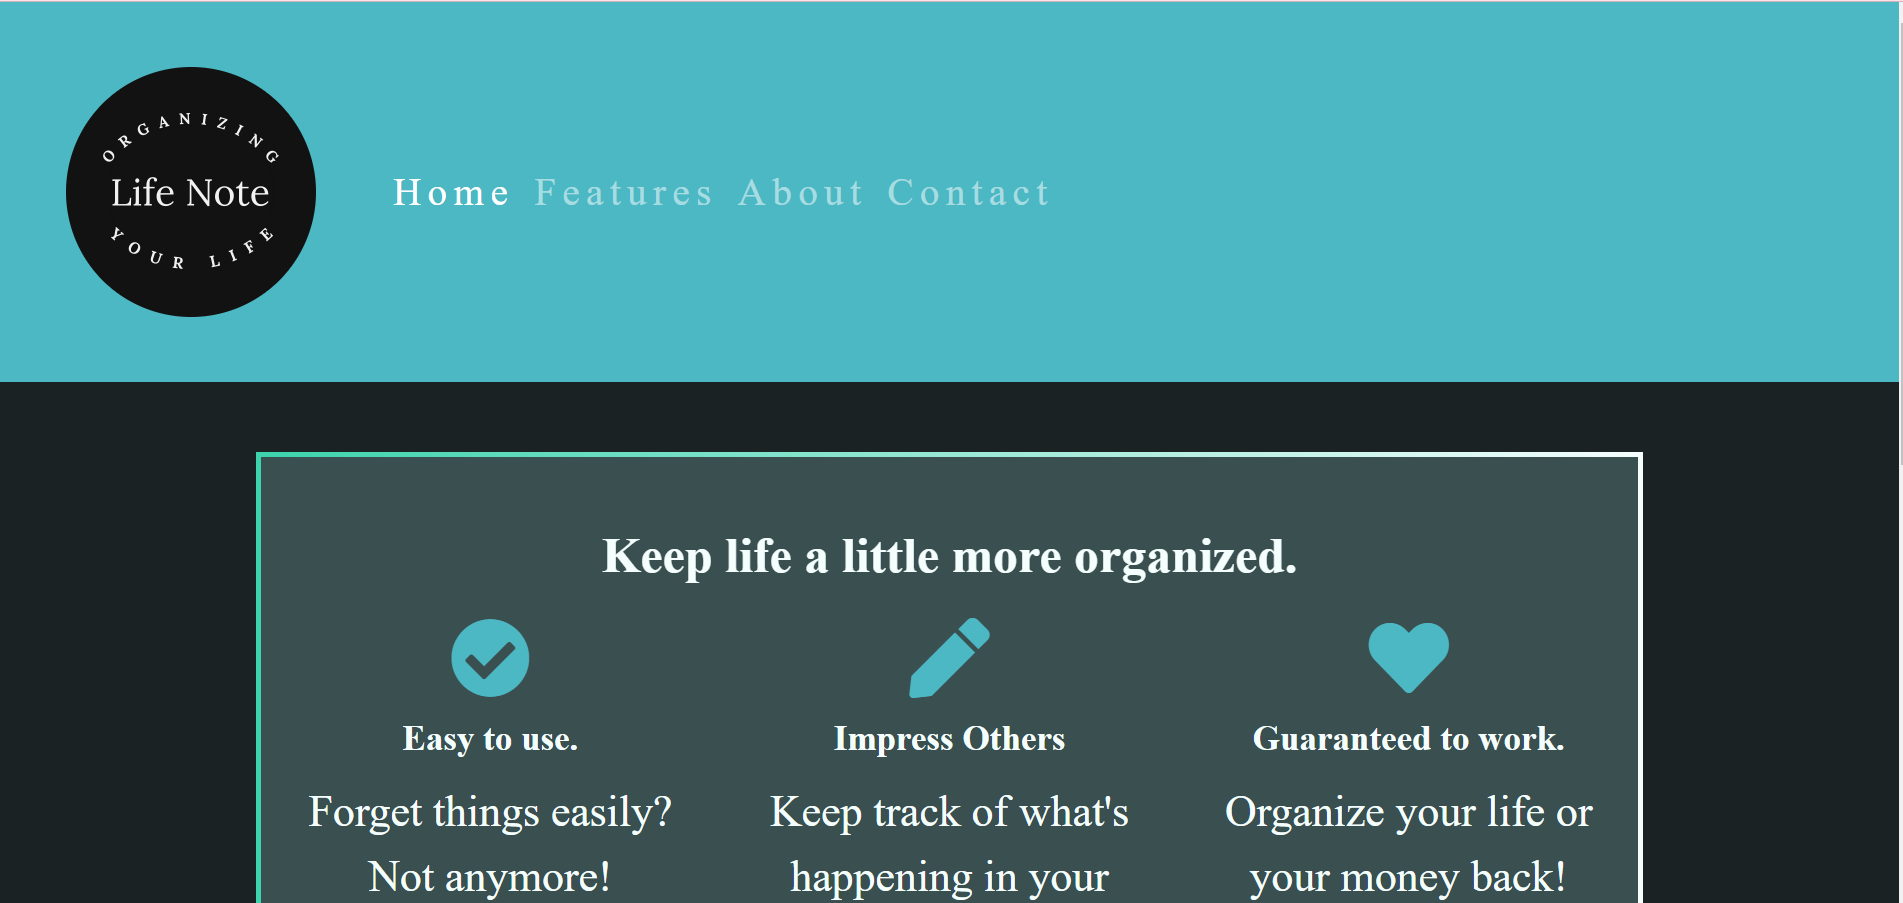 ORGANIZING
Life Note
YOUR LIFE
Home Features About Contact
Keep life a little more organized.
Easy to use.
Forget things easily?
Not anymore!
Impress Others
Keep track of what's
happening in your
Guaranteed to work.
Organize your life or
your money back!